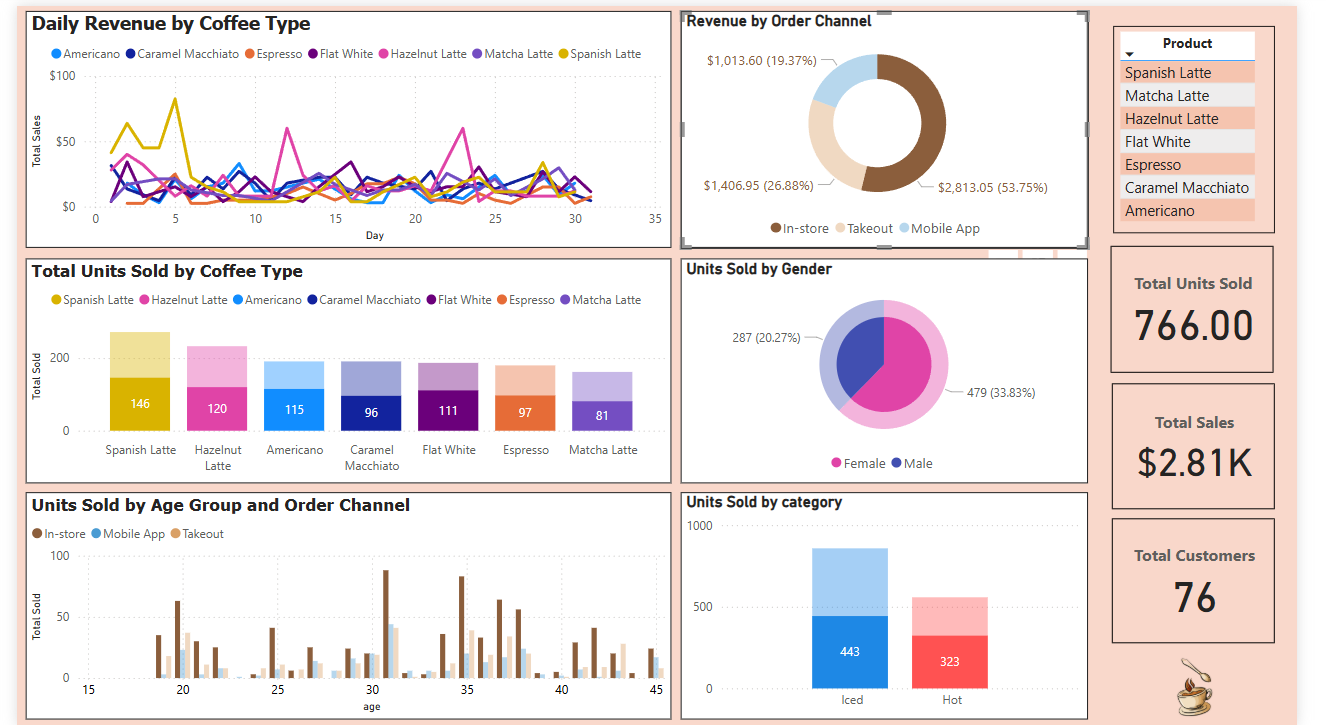 Daily Revenue by Coffee Type
Americano Caramel Macchiato Espresso Flat White Hazelnut Latte Matcha Latte Spanish Latte
Total Sales
$100
$50
$0
0 5 10 15 20 25 30 35
Day
Revenue by Order Channel
$1,013.60 (19.37%)
$1,406.95 (26.88%)
$2,813.05 (53.75%)
In-store Takeout Mobile App
Product
Spanish Latte
Matcha Latte
Hazelnut Latte
Flat White
Espresso
Caramel Macchiato
Americano
Total Units Sold by Coffee Type
Spanish Latte Hazelnut Latte Americano Caramel Macchiato Flat White Espresso Matcha Latte
Total Sold
200
0
146 120 115 96 111 97 81
Spanish Latte Hazelnut Latte Americano Caramel Macchiato Flat White Espresso Matcha Latte
Units Sold by Gender
287 (20.27%)
479 (33.83%)
Female Male
Total Units Sold
766.00
Total Sales
$2.81K
Total Customers
76
Units Sold by Age Group and Order Channel
In-store Mobile App Takeout
Total Sold
100
50
0
15 20 25 30 35 40 45
age
Units Sold by category
1000
500
0
443 323
Iced Hot